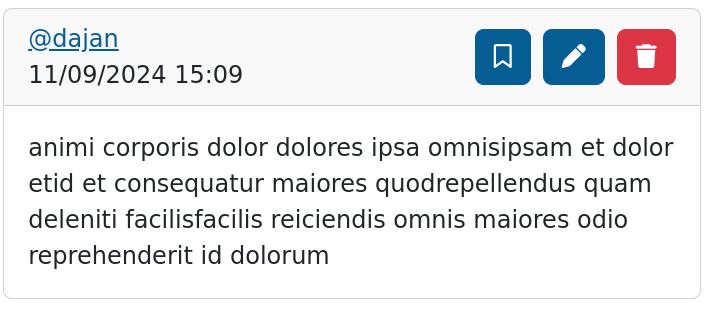 @dajan
11/09/2024 15:09
animi corporis dolor dolores ipsa omnisipsam et dolor
etid et consequatur maiores quodrepellendus quam
deleniti facilisfacilis reiciendis omnis maiores odio
reprehenderit id dolorum